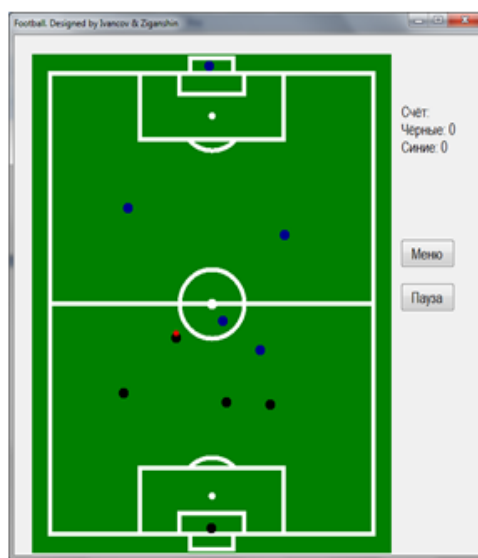 Football. Designed by Ivancov & Ziganshin
Счёт:
Чёрные: 0
Синие: 0
Меню
Пауза